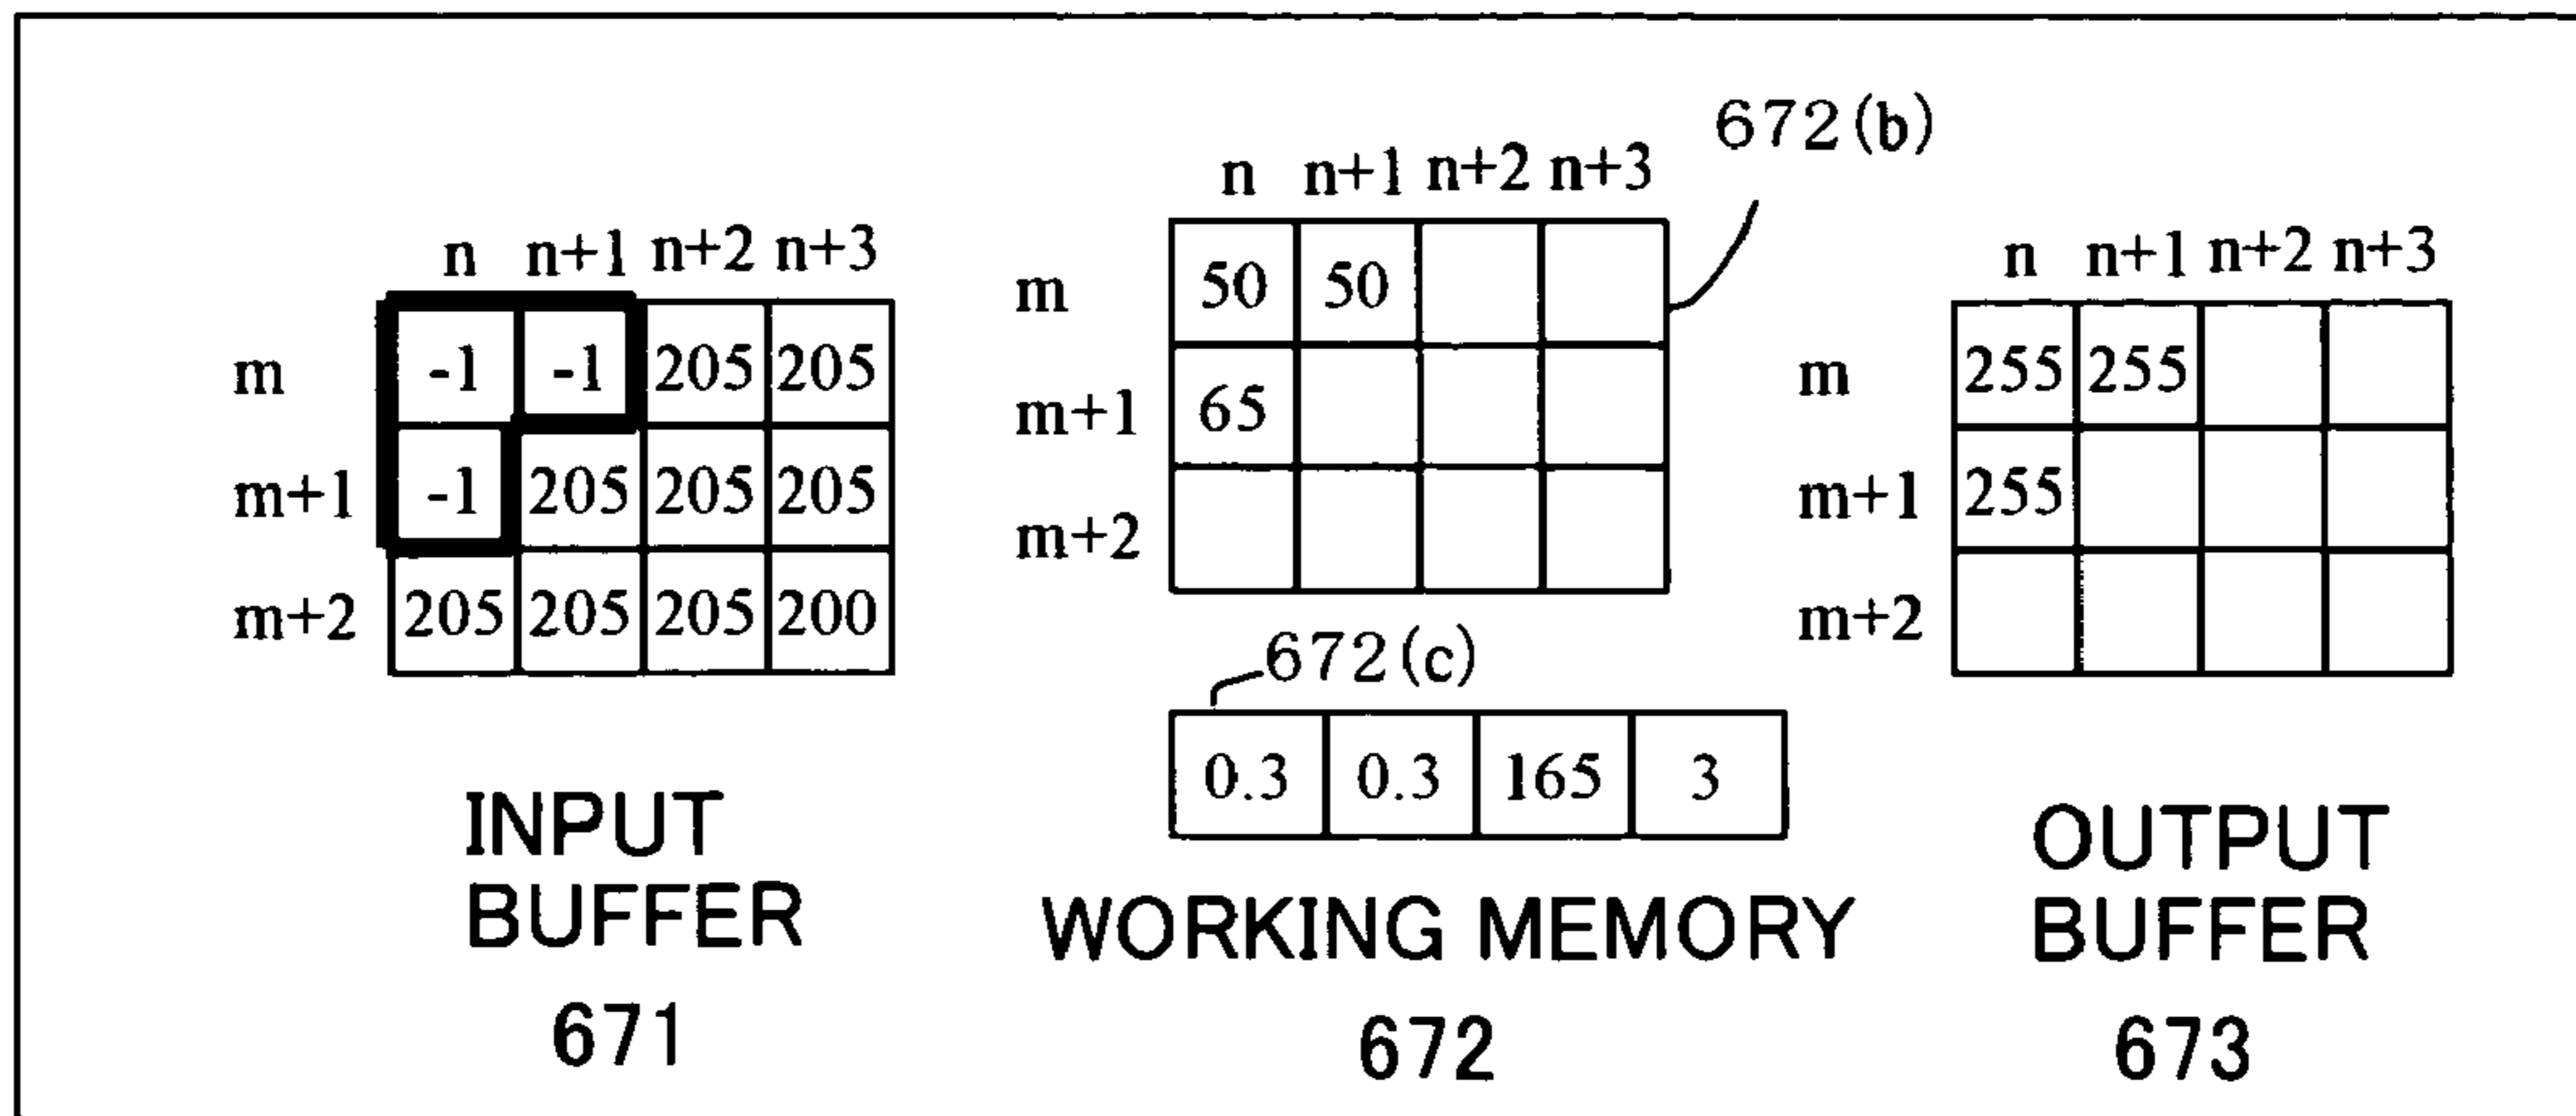 n n+1 n+2 n+3
m -1 -1 205 205
m+1 -1 205 205 205
m+2 205 205 205 200
INPUT
BUFFER
671
672(b)
n n+1 n+2 n+3
m 50 50
m+1 65
m+2
672(c)
0.3 0.3 165 3
WORKING MEMORY
672
n n+1 n+2 n+3
m 255 255
m+1 255
m+2
OUTPUT
BUFFER
673